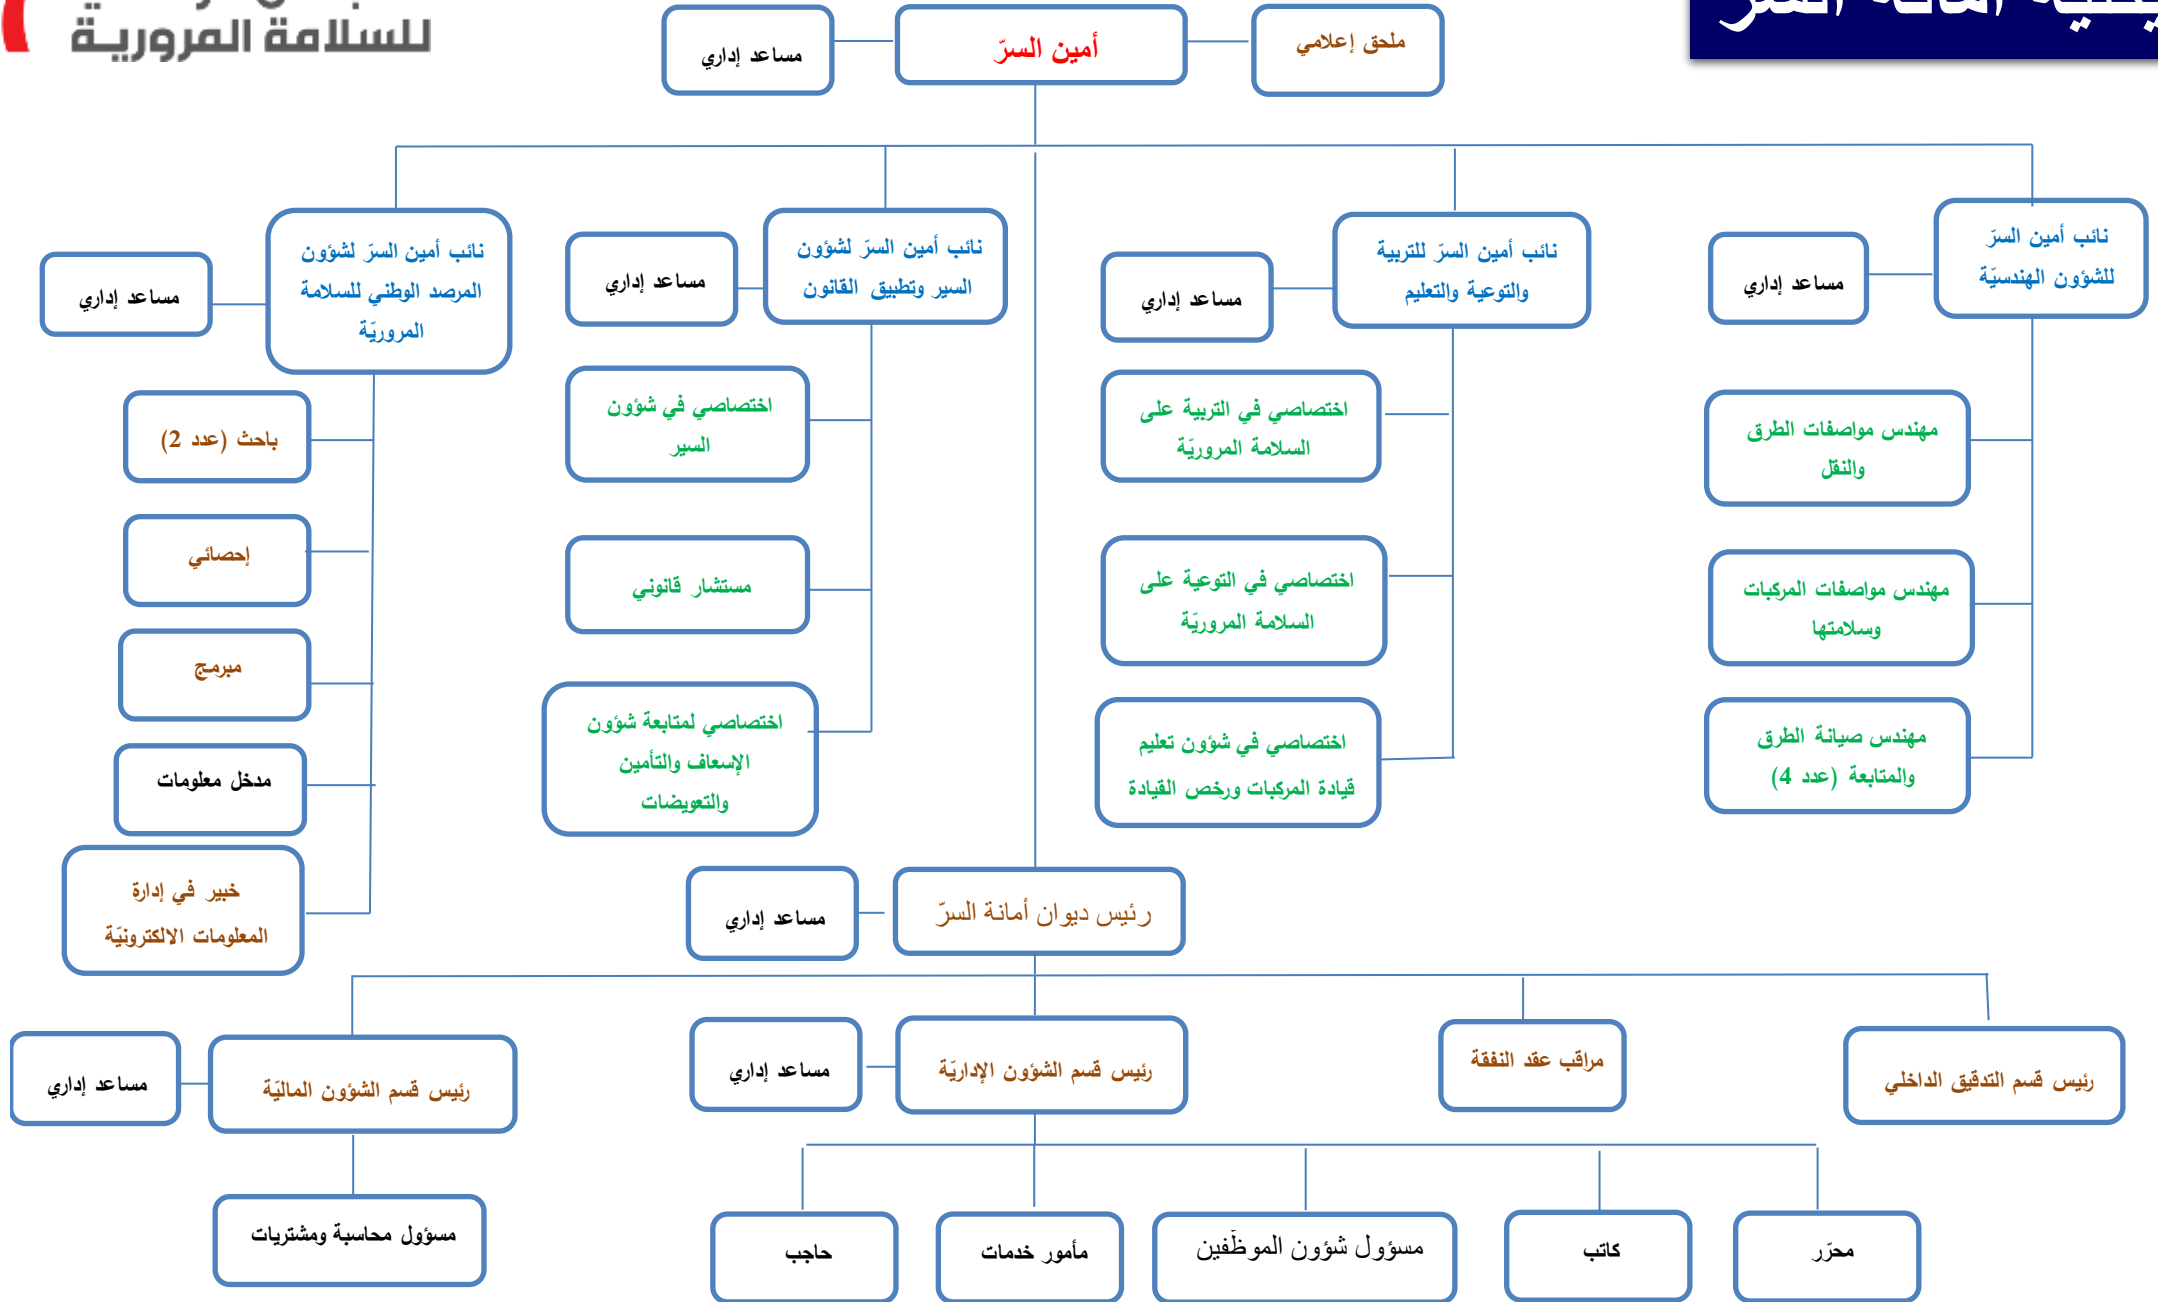 للسلامة المرورية
أمانة السرّ
ملحق إعلامي
أمين السرّ
مساعد إداري
نائب أمين السرّ
للشؤون الهندسيّة
مساعد إداري
نائب أمين السرّ للتربية
والتوعية والتعليم
مساعد إداري
نائب أمين السرّ لشؤون
السير وتطبيق القانون
مساعد إداري
نائب أمين السرّ لشؤون
المرصد الوطني للسلامة
المروريّة
مساعد إداري
مهندس مواصفات الطرق
والنقل
مهندس مواصفات المركبات
وسلامتها
مهندس صيانة الطرق
والمتابعة (عدد 4)
اختصاصي في التربية على
السلامة المروريّة
اختصاصي في التوعية على
السلامة المروريّة
اختصاصي في شؤون تعليم
قيادة المركبات ورخص القيادة
اختصاصي في شؤون
السير
مستشار قانوني
اختصاصي لمتابعة شؤون
الإسعاف والتأمين
والتعويضات
باحث (عدد 2)
إحصائي
مبرمج
مدخل معلومات
خبير في إدارة
المعلومات الالكترونيّة
رئيس ديوان أمانة السرّ
مساعد إداري
رئيس قسم التدقيق الداخلي
مراقب عقد النفقة
رئيس قسم الشؤون الإداريّة
مساعد إداري
رئيس قسم الشؤون الماليّة
مساعد إداري
محرّر
كاتب
مسؤول شؤون الموظّفين
مأمور خدمات
حاجب
مسؤول محاسبة ومشتريات